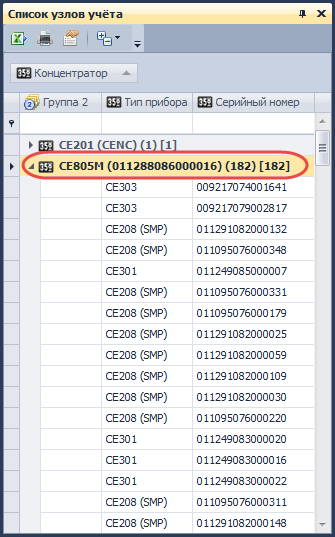 Список узлов учёта
Концентратор
Группа 2 Тип прибора Серийный номер
CE201 (CENC) (1) [1]
CE805M (011288086000016) (182) [182]
CE303 009217074001641
CE303 009217079002817
CE208 (SMP) 011291082000132
CE208 (SMP) 011095076000348
CE301 011249085000007
CE208 (SMP) 011095076000331
CE208 (SMP) 011095076000179
CE208 (SMP) 011291082000025
CE208 (SMP) 011291082000059
CE208 (SMP) 011291082000109
CE208 (SMP) 011291082000030
CE208 (SMP) 011095076000220
CE301 011249083000020
CE301 011249083000016
CE301 011249083000022
CE208 (SMP) 011095076000311
CE208 (SMP) 011291082000148